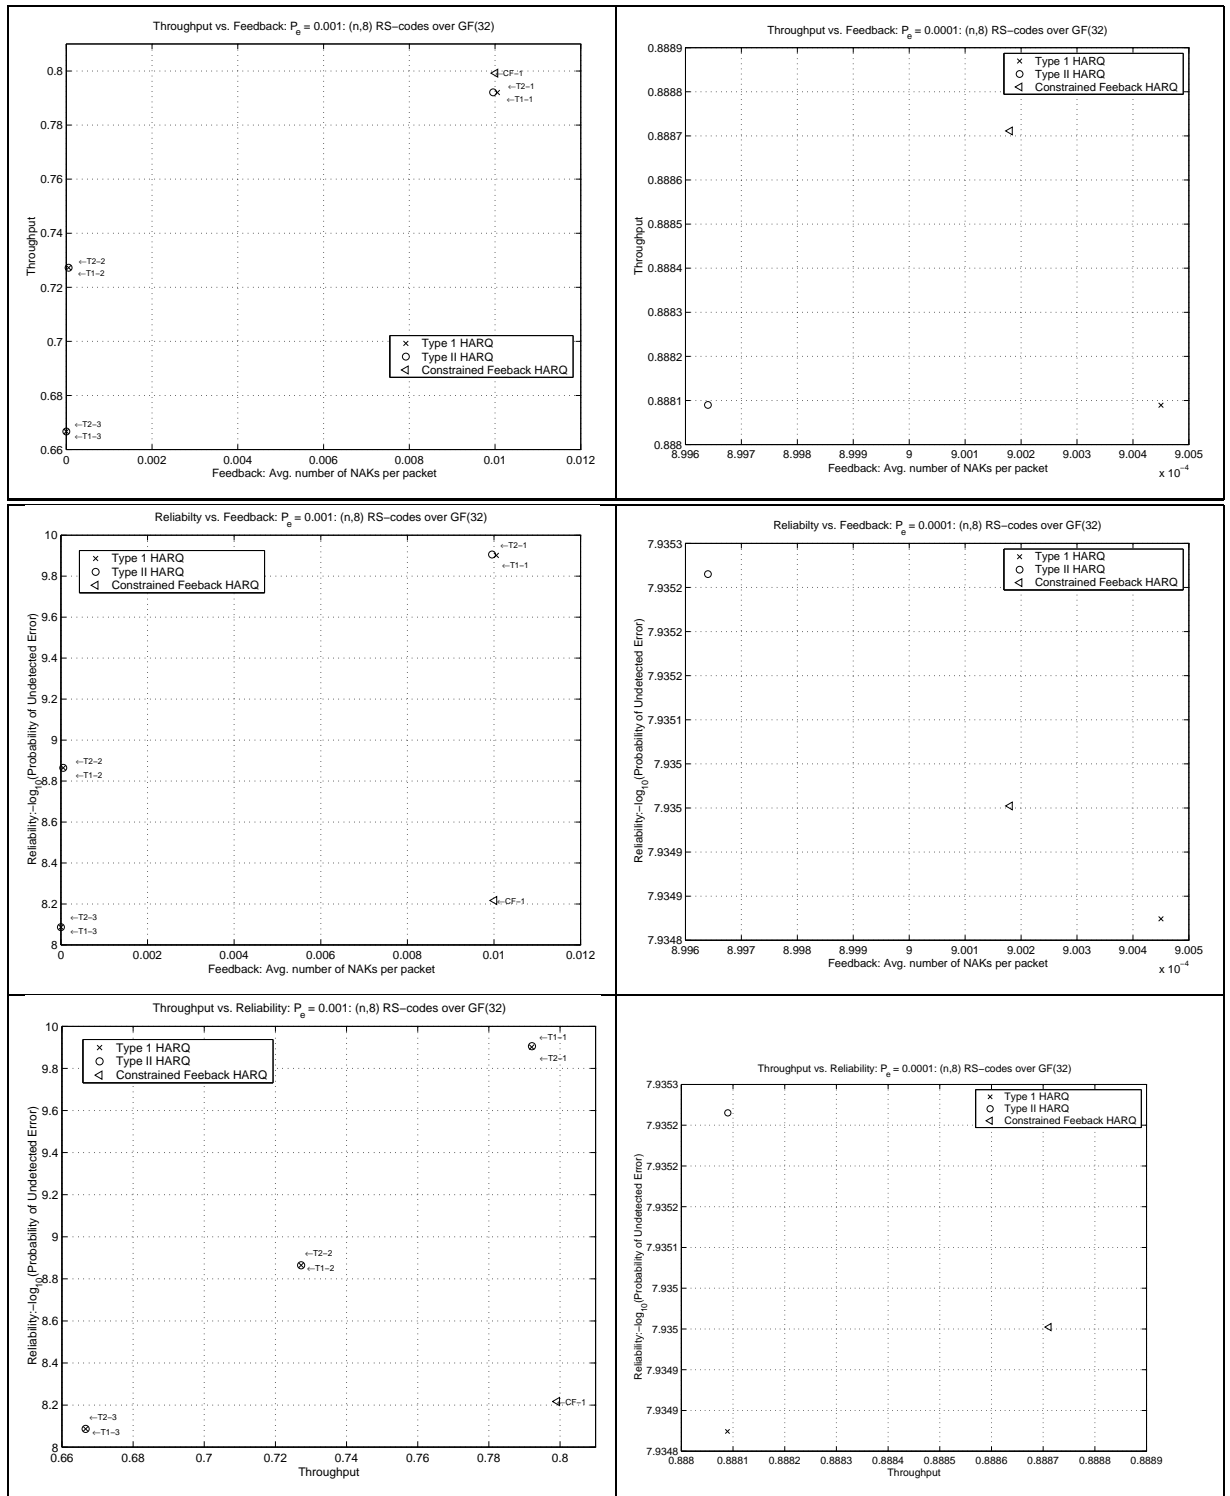 Throughput vs. Feedback: Pe = 0.001: (n,8) RS−codes over GF(32)
0.8
0.78
0.76
0.74
0.72
0.7
0.68
0.66
Throughput
←CF−1
←T2−1
←T1−1
←T2−2
←T1−2
←T2−3
←T1−3
Type 1 HARQ
Type II HARQ
Constrained Feeback HARQ
0 0.002 0.004 0.006 0.008 0.01 0.012
Feedback: Avg. number of NAKs per packet
Throughput vs. Feedback: Pe = 0.0001: (n,8) RS−codes over GF(32)
0.8889
0.8888
0.8887
0.8886
0.8885
0.8884
0.8883
0.8882
0.8881
0.888
Throughput
Type 1 HARQ
Type II HARQ
Constrained Feeback HARQ
8.996 8.997 8.998 8.999 9 9.001 9.002 9.003 9.004 9.005
Feedback: Avg. number of NAKs per packet
x 10−4
Reliabilty vs. Feedback: Pe = 0.001: (n,8) RS−codes over GF(32)
10
9.8
9.6
9.4
9.2
9
8.8
8.6
8.4
8.2
8
Reliability:−log10(Probability of Undetected Error)
Type 1 HARQ
Type II HARQ
Constrained Feeback HARQ
←T2−1
←T1−1
←T2−2
←T1−2
←CF−1
←T2−3
←T1−3
0 0.002 0.004 0.006 0.008 0.01 0.012
Feedback: Avg. number of NAKs per packet
Reliabilty vs. Feedback: Pe = 0.0001: (n,8) RS−codes over GF(32)
7.9353
7.9352
7.9352
7.9352
7.9351
7.935
7.935
7.9349
7.9349
7.9348
Reliability:−log10(Probability of Undetected Error)
Type 1 HARQ
Type II HARQ
Constrained Feeback HARQ
8.996 8.997 8.998 8.999 9 9.001 9.002 9.003 9.004 9.005
Feedback: Avg. number of NAKs per packet
x 10−4
Throughput vs. Reliability: Pe = 0.001: (n,8) RS−codes over GF(32)
10
9.8
9.6
9.4
9.2
9
8.8
8.6
8.4
8.2
8
Reliability:−log10(Probability of Undetected Error)
Type 1 HARQ
Type II HARQ
Constrained Feeback HARQ
←T1−1
←T2−1
←T2−2
←T1−2
←CF−1
←T2−3
←T1−3
0.66 0.68 0.7 0.72 0.74 0.76 0.78 0.8
Throughput
Throughput vs. Reliability: Pe = 0.0001: (n,8) RS−codes over GF(32)
7.9353
7.9352
7.9352
7.9352
7.9351
7.935
7.935
7.9349
7.9349
7.9348
Reliability:−log10(Probability of Undetected Error)
Type 1 HARQ
Type II HARQ
Constrained Feeback HARQ
0.888 0.8881 0.8882 0.8883 0.8884 0.8885 0.8886 0.8887 0.8888 0.8889
Throughput